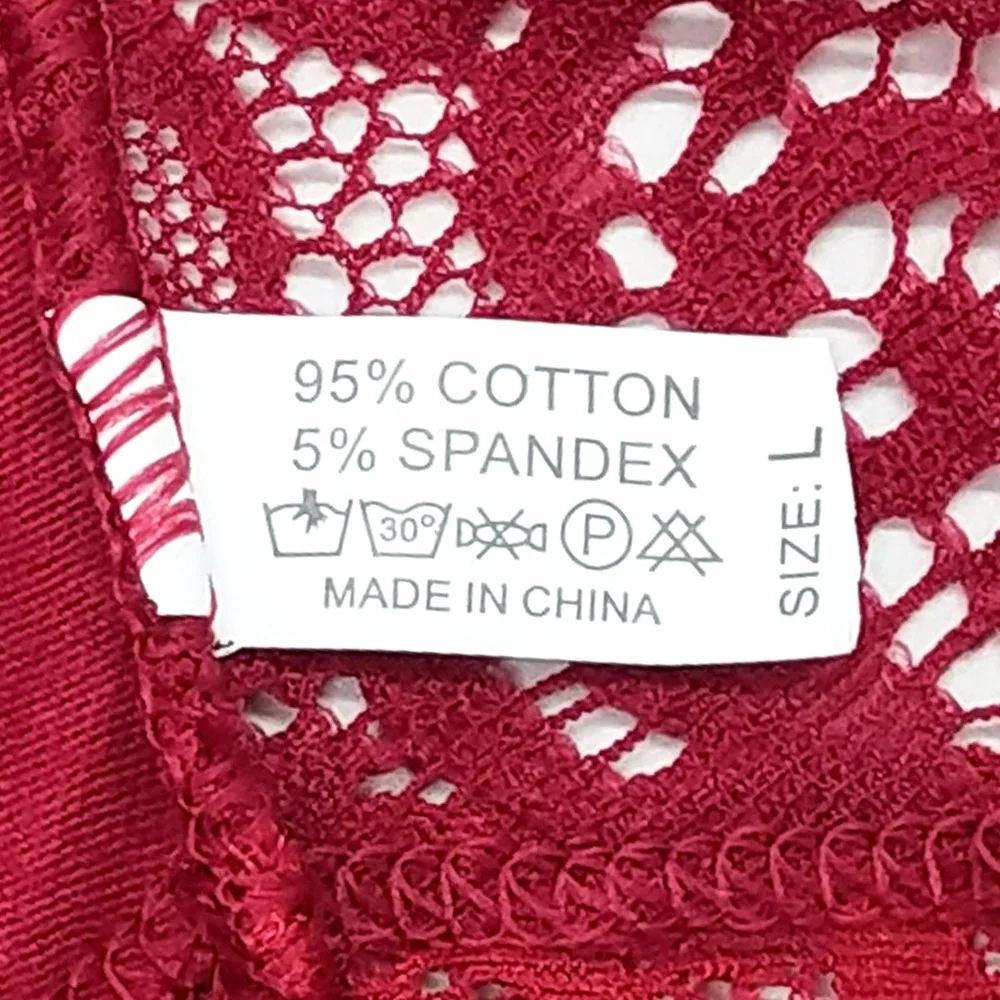 95% COTTON
5% SPANDEX
30°
P
MADE IN CHINA
SIZE: L